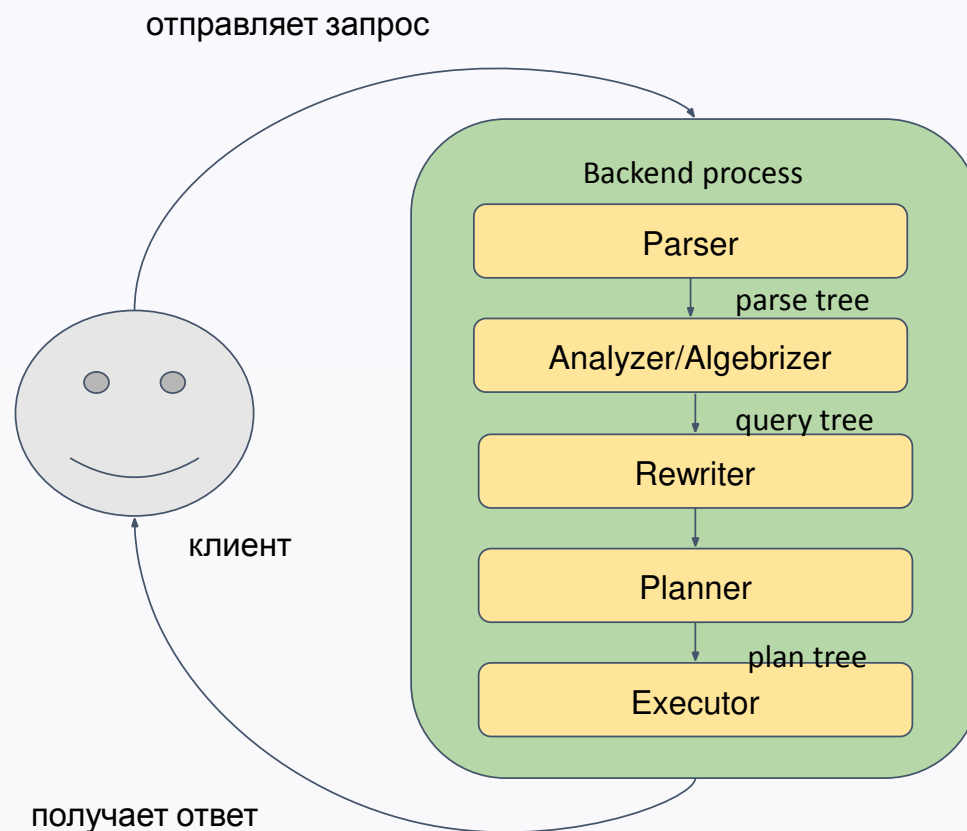 отправляет запрос
Backend process
Parser
parse tree
Analyzer/Algebrizer
query tree
Rewriter
клиент
Planner
plan tree
Executor
получает ответ